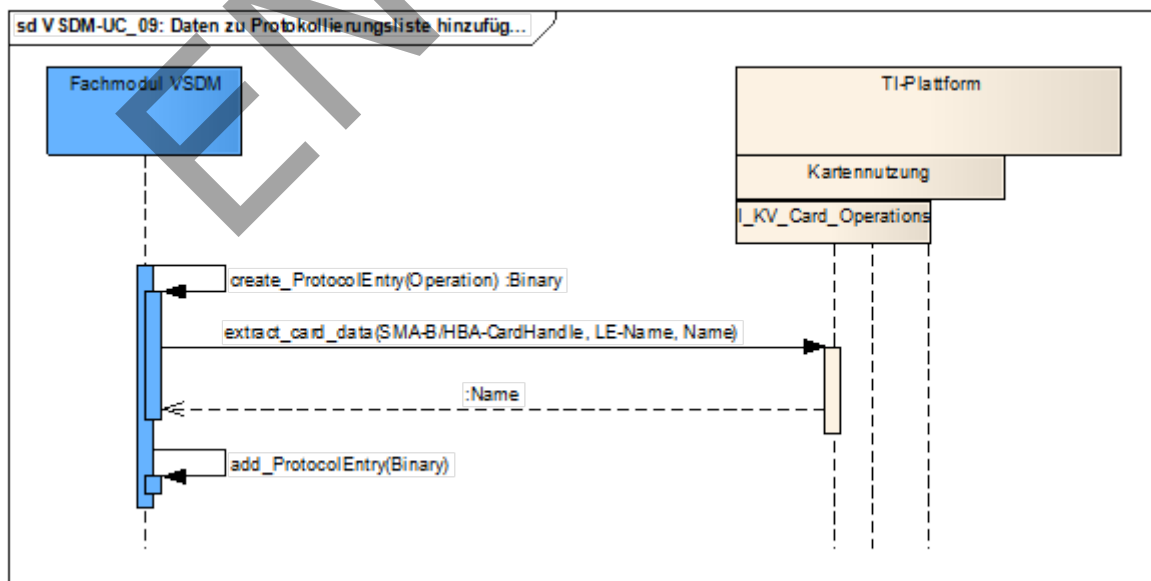 sd VSDM-UC_09: Daten zu Protokollierungsliste hinzufüg...
Fachmodul VSDM
TI-Plattform
Kartennutzung
I_KV_Card_Operations
create_ProtocolEntry(Operation) :Binary
extract_card_data(SMA-B/HBA-CardHandle, LE-Name, Name)
:Name
add_ProtocolEntry(Binary)